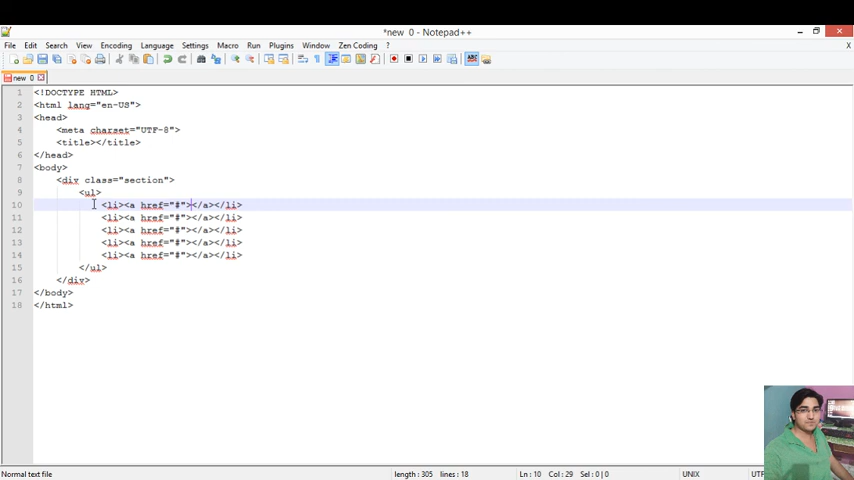 *new  0 - Notepad++
File Edit Search View Encoding Language Settings Macro Run Plugins Window Zen Coding ? X
new  0
1 <!DOCTYPE HTML>
2 <html lang="en-US">
3 <head>
4 <meta charset="UTF-8">
5 <title></title>
6 </head>
7 <body>
8 <div class="section">
9 <ul>
10 <li><a href="#"></a></li>
11 <li><a href="#"></a></li>
12 <li><a href="#"></a></li>
13 <li><a href="#"></a></li>
14 <li><a href="#"></a></li>
15 </ul>
16 </div>
17 </body>
18 </html>
Normal text file length : 305 lines : 18 Ln : 10 Col : 29 Sel : 0 | 0 UNIX UTF